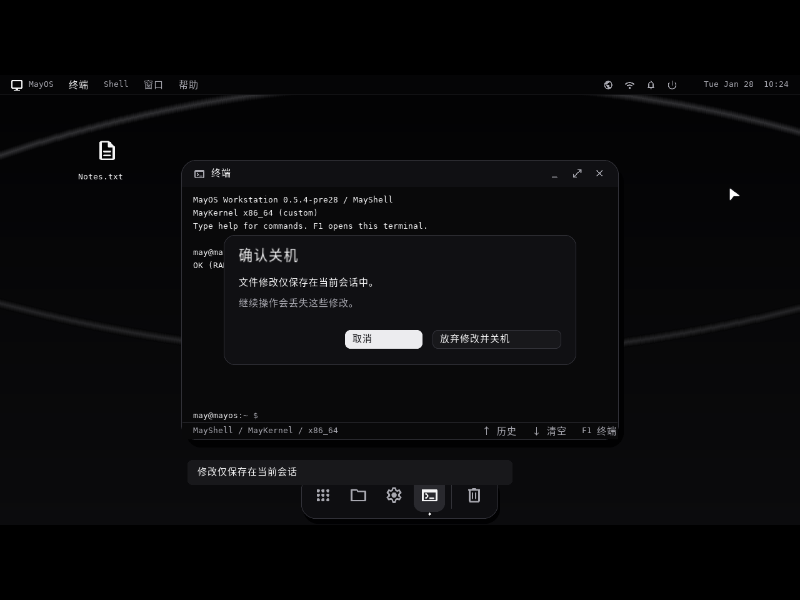 MayOS 终端 Shell 窗口 帮助 Tue Jan 28 10:24
Notes.txt
终端
MayOS Workstation 0.5.4-pre28 / MayShell
MayKernel x86_64 (custom)
Type help for commands. F1 opens this terminal.
may@ma
OK (RA
确认关机
文件修改仅保存在当前会话中。
继续操作会丢失这些修改。
取消 放弃修改并关机
may@mayos:~ $
MayShell / MayKernel / x86_64 ↑ 历史 ↓ 清空 F1 终端
修改仅保存在当前会话